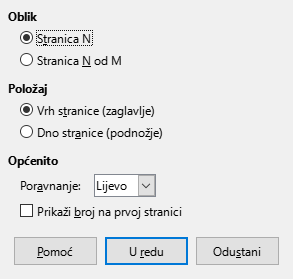 Oblik
Stranica N
Stranica N od M
Položaj
Vrh stranice (zaglavlje)
Dno stranice (podnožje)
Općenito
Poravnanje: Lijevo
Prikaži broj na prvoj stranici
Pomoć U redu Odustani